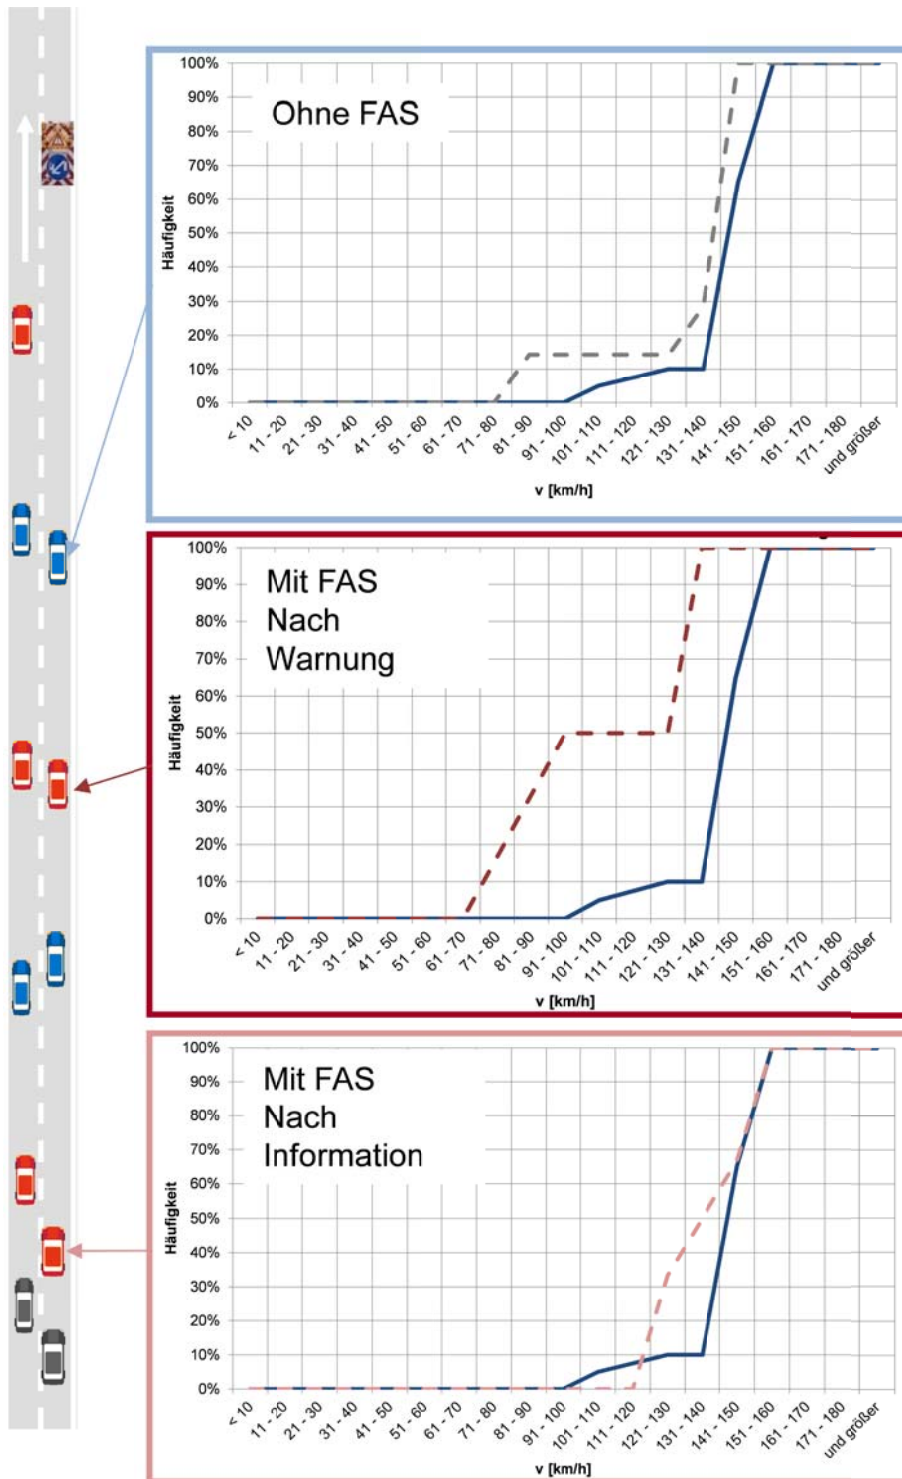 Ohne FAS
100%
90%
80%
70%
60%
50%
40%
30%
20%
10%
0%
Häufigkeit
< 10
11 - 20
21 - 30
31 - 40
41 - 50
51 - 60
61 - 70
71 - 80
81 - 90
91 - 100
101 - 110
111 - 120
121 - 130
131 - 140
141 - 150
151 - 160
161 - 170
171 - 180
und größer
v [km/h]
Mit FAS
Nach
Warnung
100%
90%
80%
70%
60%
50%
40%
30%
20%
10%
0%
Häufigkeit
< 10
11 - 20
21 - 30
31 - 40
41 - 50
51 - 60
61 - 70
71 - 80
81 - 90
91 - 100
101 - 110
111 - 120
121 - 130
131 - 140
141 - 150
151 - 160
161 - 170
171 - 180
und größer
v [km/h]
Mit FAS
Nach
Information
100%
90%
80%
70%
60%
50%
40%
30%
20%
10%
0%
Häufigkeit
< 10
11 - 20
21 - 30
31 - 40
41 - 50
51 - 60
61 - 70
71 - 80
81 - 90
91 - 100
101 - 110
111 - 120
121 - 130
131 - 140
141 - 150
151 - 160
161 - 170
171 - 180
und größer
v [km/h]